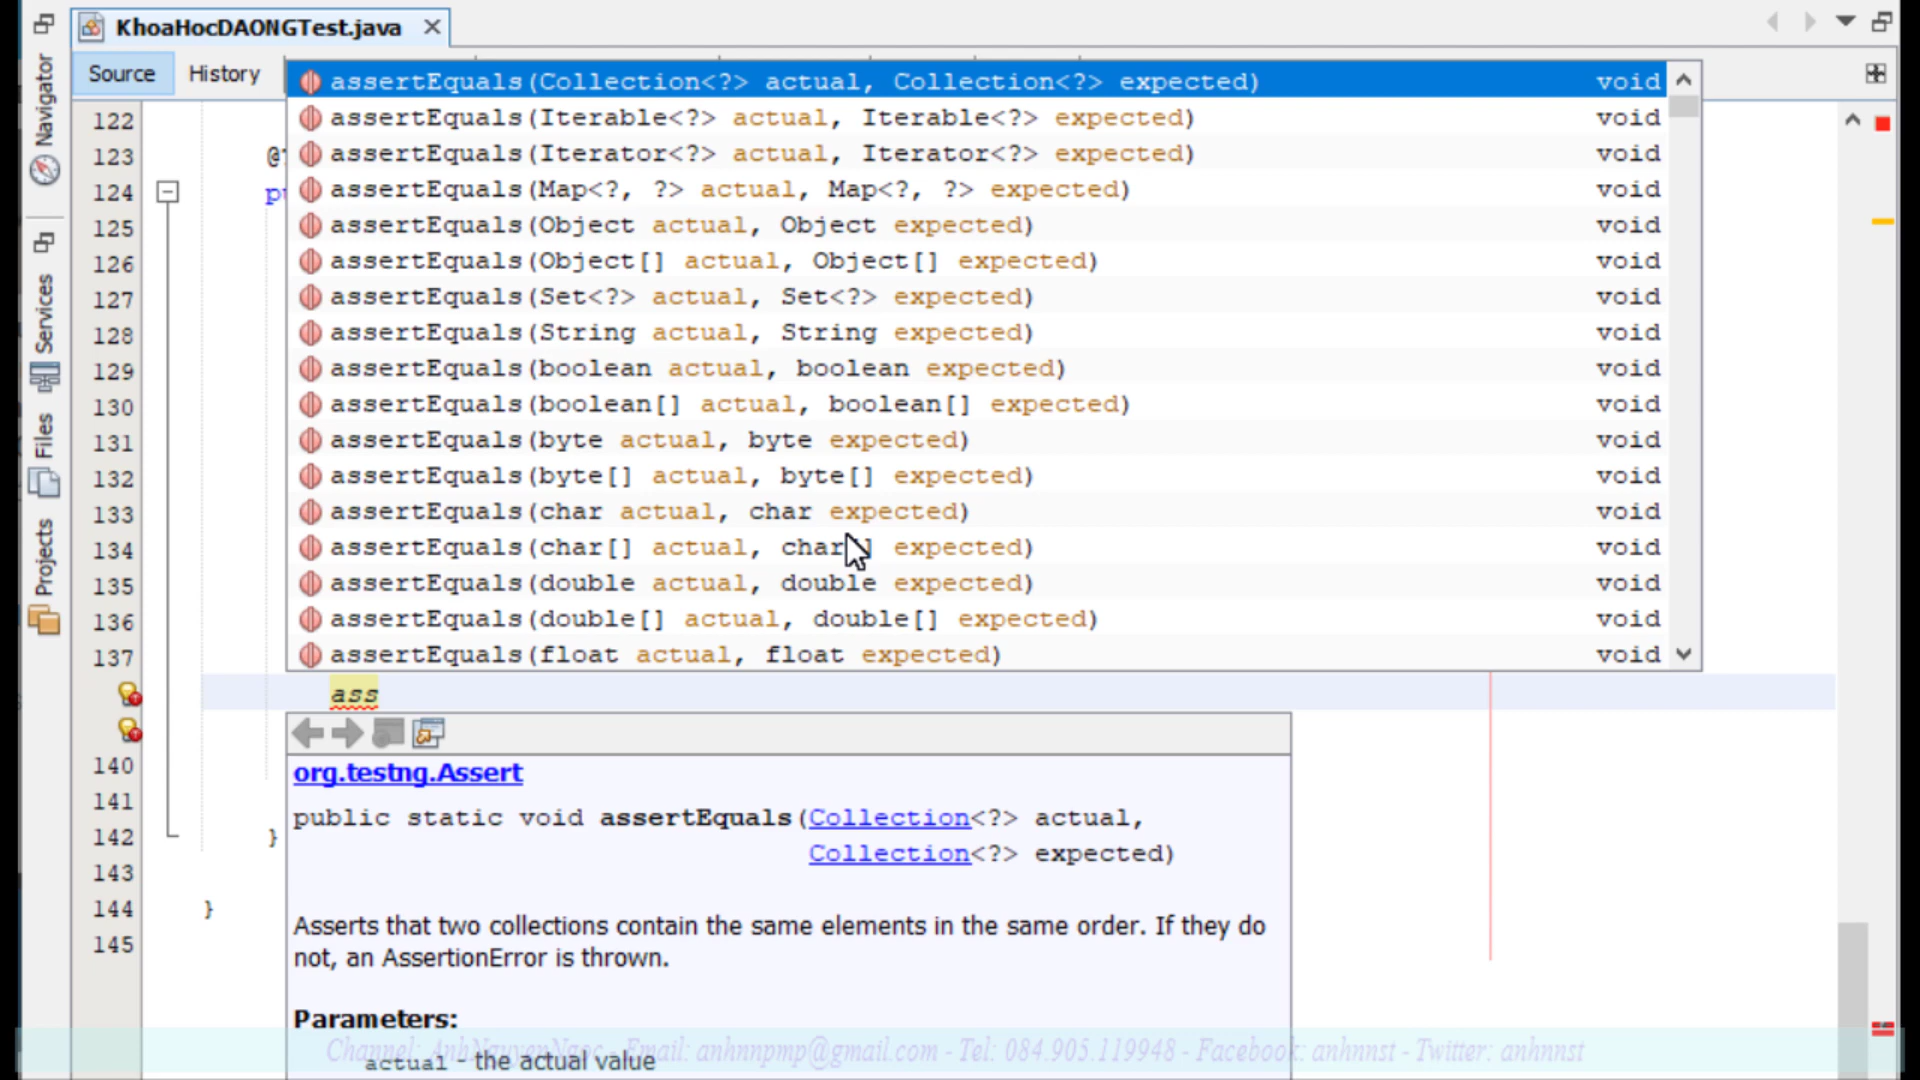 KhoaHocDAONGTest.java
Source History
Navigator
Services
Files
Projects
assertEquals(Collection<?> actual, Collection<?> expected) void
assertEquals(Iterable<?> actual, Iterable<?> expected) void
assertEquals(Iterator<?> actual, Iterator<?> expected) void
assertEquals(Map<?, ?> actual, Map<?, ?> expected) void
assertEquals(Object actual, Object expected) void
assertEquals(Object[] actual, Object[] expected) void
assertEquals(Set<?> actual, Set<?> expected) void
assertEquals(String actual, String expected) void
assertEquals(boolean actual, boolean expected) void
assertEquals(boolean[] actual, boolean[] expected) void
assertEquals(byte actual, byte expected) void
assertEquals(byte[] actual, byte[] expected) void
assertEquals(char actual, char expected) void
assertEquals(char[] actual, char[] expected) void
assertEquals(double actual, double expected) void
assertEquals(double[] actual, double[] expected) void
assertEquals(float actual, float expected) void
122
123 @
124 pu
125
126
127
128
129
130
131
132
133
134
135
136
137
ass
140
141
142 }
143
144 }
145
org.testng.Assert
public static void assertEquals(Collection<?> actual,
Collection<?> expected)
Asserts that two collections contain the same elements in the same order. If they do
not, an AssertionError is thrown.
Parameters:
actual - the actual value
Channel: AnhNguyenNgoc - Email: anhnnpmp@gmail.com - Tel: 084.905.119948 - Facebook: anhnnst - Twitter: anhnnst